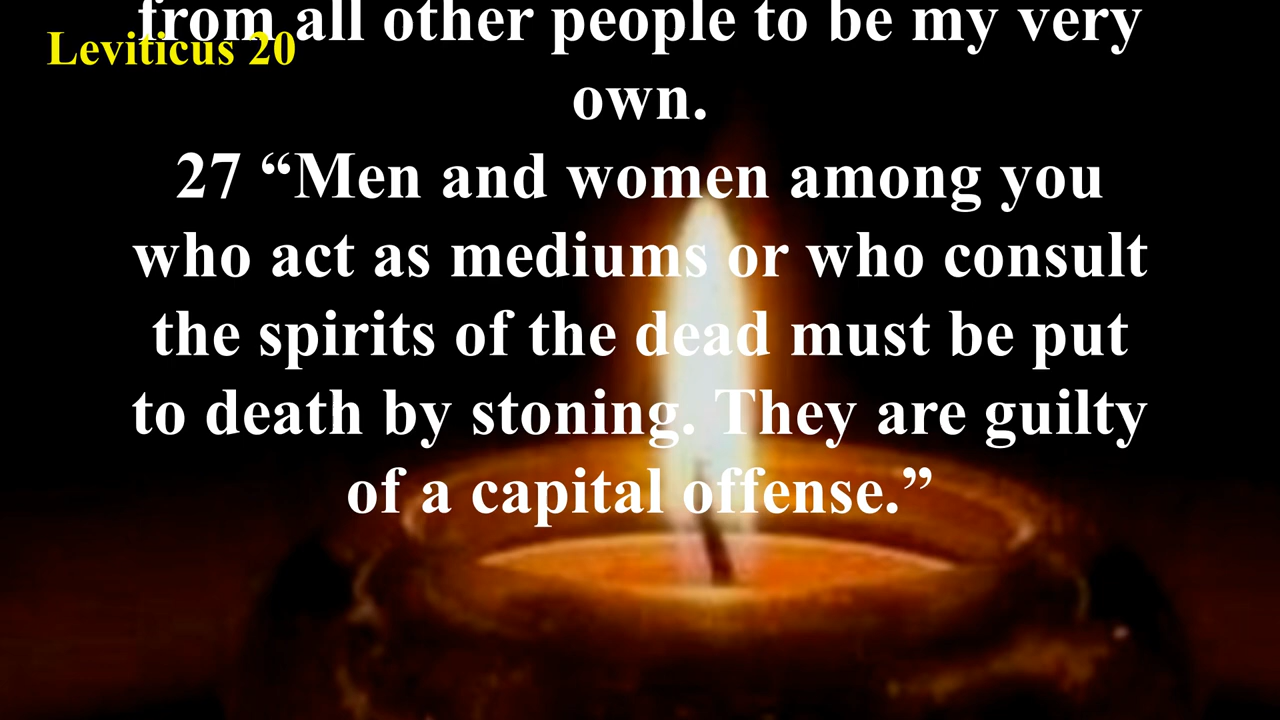 from all other people to be my very
Leviticus 20
own.
27 “Men and women among you
who act as mediums or who consult
the spirits of the dead must be put
to death by stoning. They are guilty
of a capital offense.”